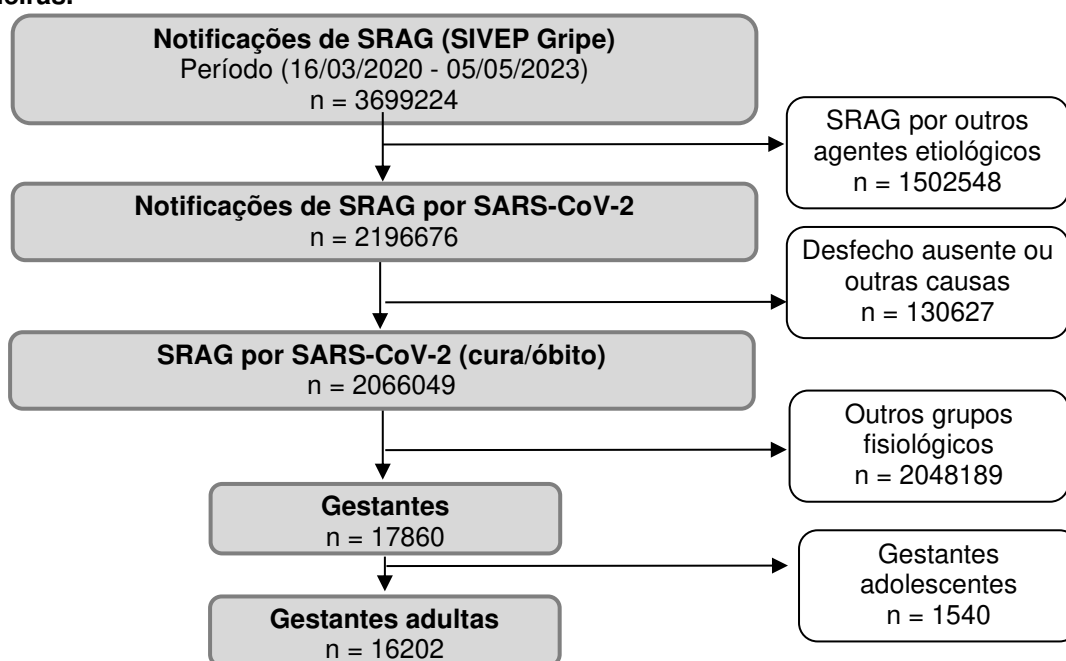 Notificações de SRAG (SIVEP Gripe)
Período (16/03/2020 - 05/05/2023)
n = 3699224
SRAG por outros
agentes etiológicos
n = 1502548
Notificações de SRAG por SARS-CoV-2
n = 2196676
Desfecho ausente ou
outras causas
n = 130627
SRAG por SARS-CoV-2 (cura/óbito)
n = 2066049
Outros grupos
fisiológicos
n = 2048189
Gestantes
n = 17860
Gestantes
adolescentes
n = 1540
Gestantes adultas
n = 16202